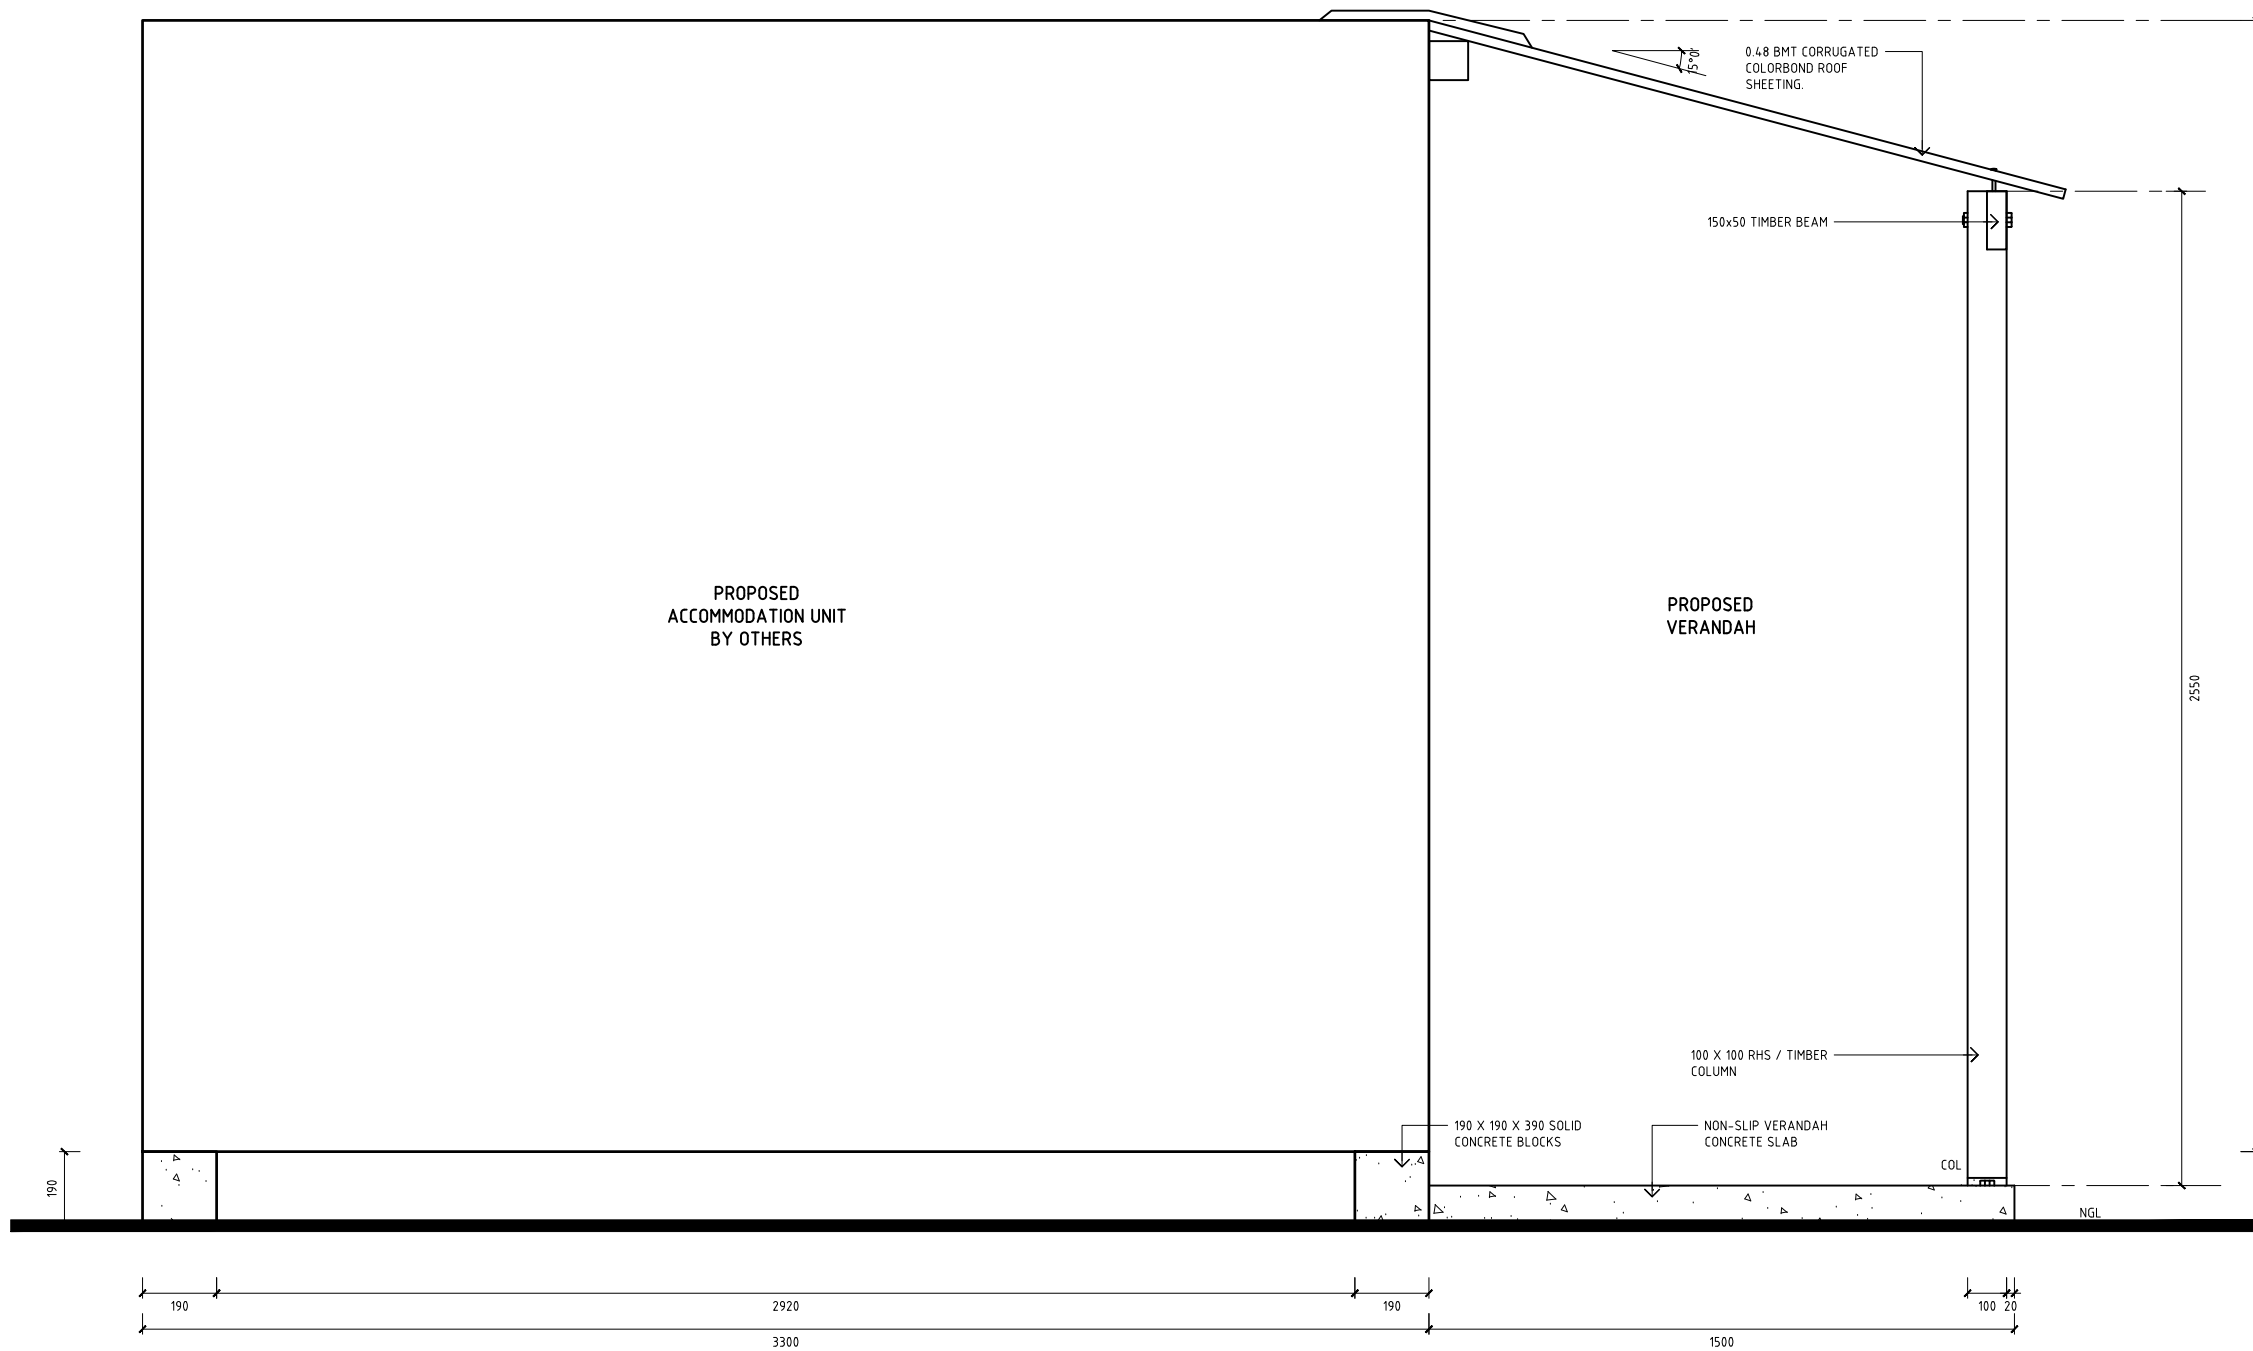 0.48 BMT CORRUGATED
COLORBOND ROOF
SHEETING.
15°0'
150x50 TIMBER BEAM
PROPOSED
ACCOMMODATION UNIT
BY OTHERS
PROPOSED
VERANDAH
2550
100 X 100 RHS / TIMBER
COLUMN
190 X 190 X 390 SOLID
CONCRETE BLOCKS
NON-SLIP VERANDAH
CONCRETE SLAB
COL
190
NGL
190
2920
190
100
20
3300
1500